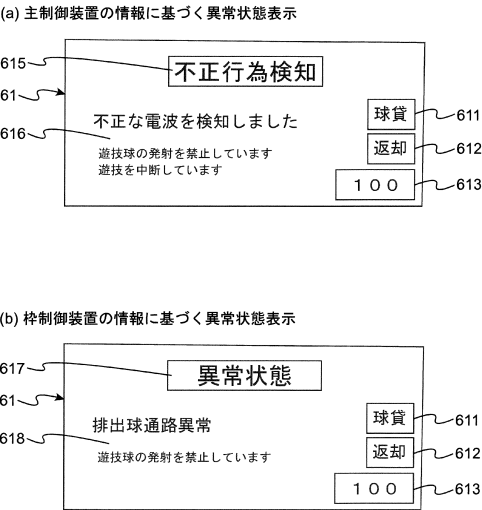 (a) 主制御装置の情報に基づく異常状態表示
615
不正行為検知
61
616
不正な電波を検知しました
遊技球の発射を禁止しています
遊技を中断しています
球貸
611
返却
612
１００
613
(b) 枠制御装置の情報に基づく異常状態表示
617
異常状態
61
618
排出球通路異常
遊技球の発射を禁止しています
球貸
611
返却
612
１００
613